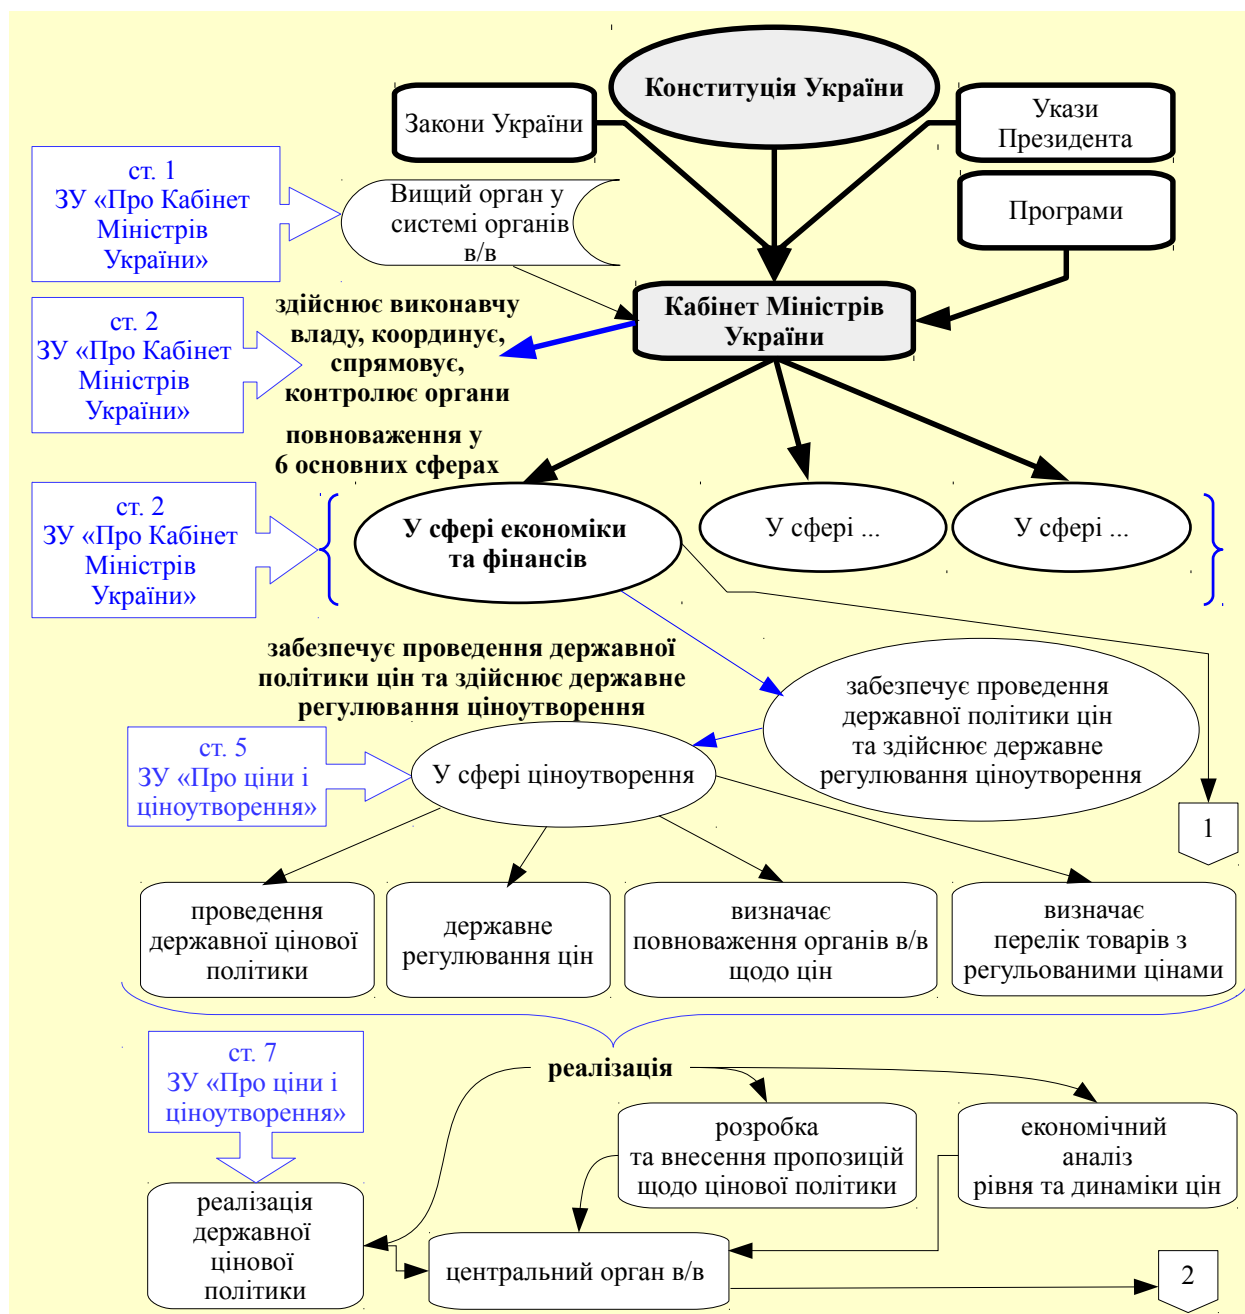 Конституція України
Закони України
Укази
Президента
ст. 1
ЗУ «Про Кабінет
Міністрів
України»
Вищий орган у
системі органів
в/в
Програми
Кабінет Міністрів
України
здійснює виконавчу
владу, координує,
спрямовує,
контролює органи
ст. 2
ЗУ «Про Кабінет
Міністрів
України»
повноваження у
6 основних сферах
ст. 2
ЗУ «Про Кабінет
Міністрів
України»
У сфері економіки
та фінансів
У сфері ...
У сфері ...
забезпечує проведення державної
політики цін та здійснює державне
регулювання ціноутворення
забезпечує проведення
державної політики цін
та здійснює державне
регулювання ціноутворення
ст. 5
ЗУ «Про ціни і
ціноутворення»
У сфері ціноутворення
1
проведення
державної цінової
політики
державне
регулювання цін
визначає
повноваження органів в/в
щодо цін
визначає
перелік товарів з
регульованими цінами
ст. 7
ЗУ «Про ціни і
ціноутворення»
реалізація
розробка
та внесення пропозицій
щодо цінової політики
економічний
аналіз
рівня та динаміки цін
реалізація
державної
цінової
політики
центральний орган в/в
2